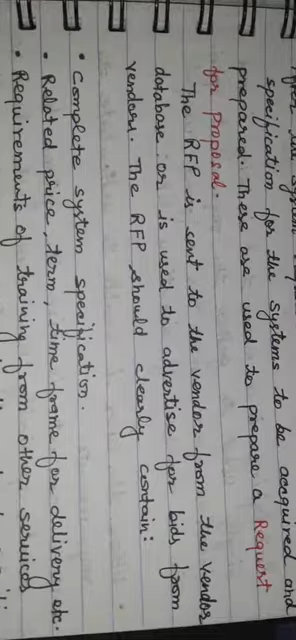 specification for the systems to be accquired and
prepared. These are used to prepare a Request
for proposal.
The RFP is sent to the vendor from the vendor
database or is used to advertise for bids from
vendors. The RFP should clearly contain:
• Complete system specification.
• Related price, term, time frame for delivery etc.
• Requirements of training from other services